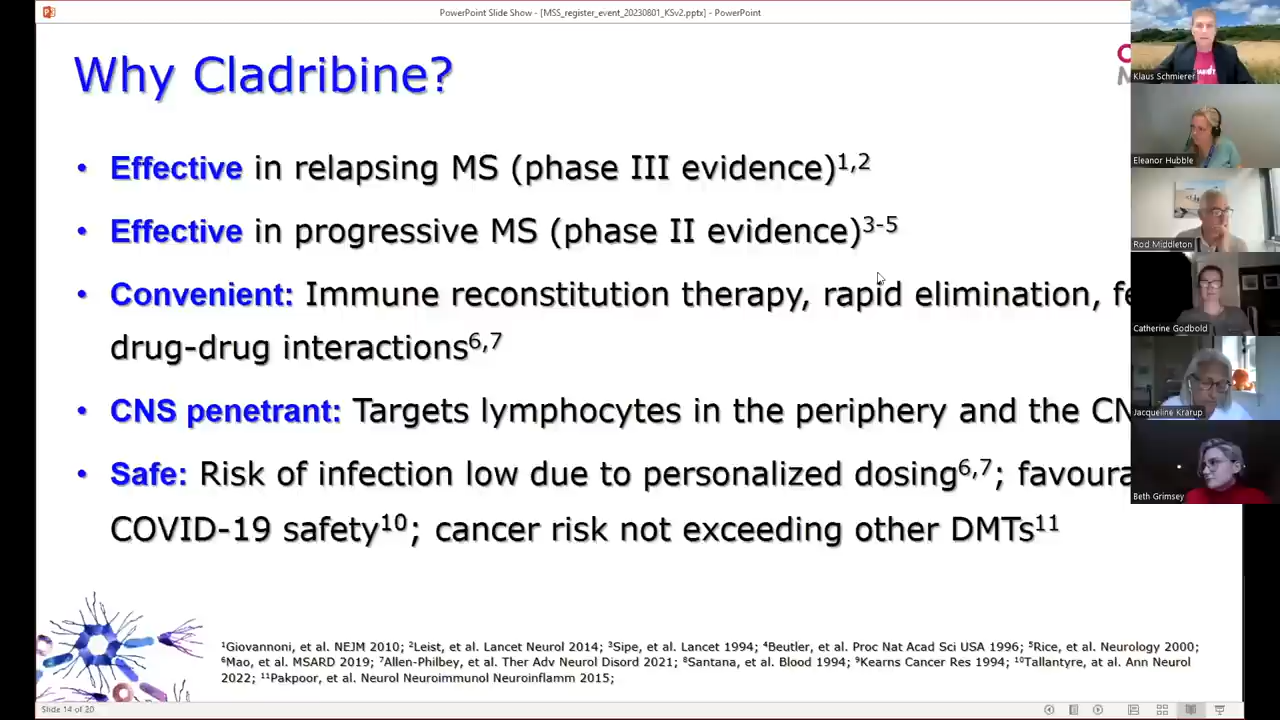 PowerPoint Slide Show - [MSS_register_event_20230801_KSv2.pptx] - PowerPoint
Why Cladribine?
Klaus Schmierer
• Effective in relapsing MS (phase III evidence)1,2
Eleanor Hubble
• Effective in progressive MS (phase II evidence)3-5
Rod Middleton
• Convenient: Immune reconstitution therapy, rapid elimination, fe
drug-drug interactions6,7
Catherine Godbold
• CNS penetrant: Targets lymphocytes in the periphery and the CN
Jacqueline Krarup
• Safe: Risk of infection low due to personalized dosing6,7; favoura
Beth Grimsey
COVID-19 safety10; cancer risk not exceeding other DMTs11
1Giovannoni, et al. NEJM 2010; 2Leist, et al. Lancet Neurol 2014; 3Sipe, et al. Lancet 1994; 4Beutler, et al. Proc Nat Acad Sci USA 1996; 5Rice, et al. Neurology 2000;
6Mao, et al. MSARD 2019; 7Allen-Philbey, et al. Ther Adv Neurol Disord 2021; 8Santana, et al. Blood 1994; 9Kearns Cancer Res 1994; 10Tallantyre, at al. Ann Neurol
2022; 11Pakpoor, et al. Neurol Neuroimmunol Neuroinflamm 2015;
Slide 14 of 20